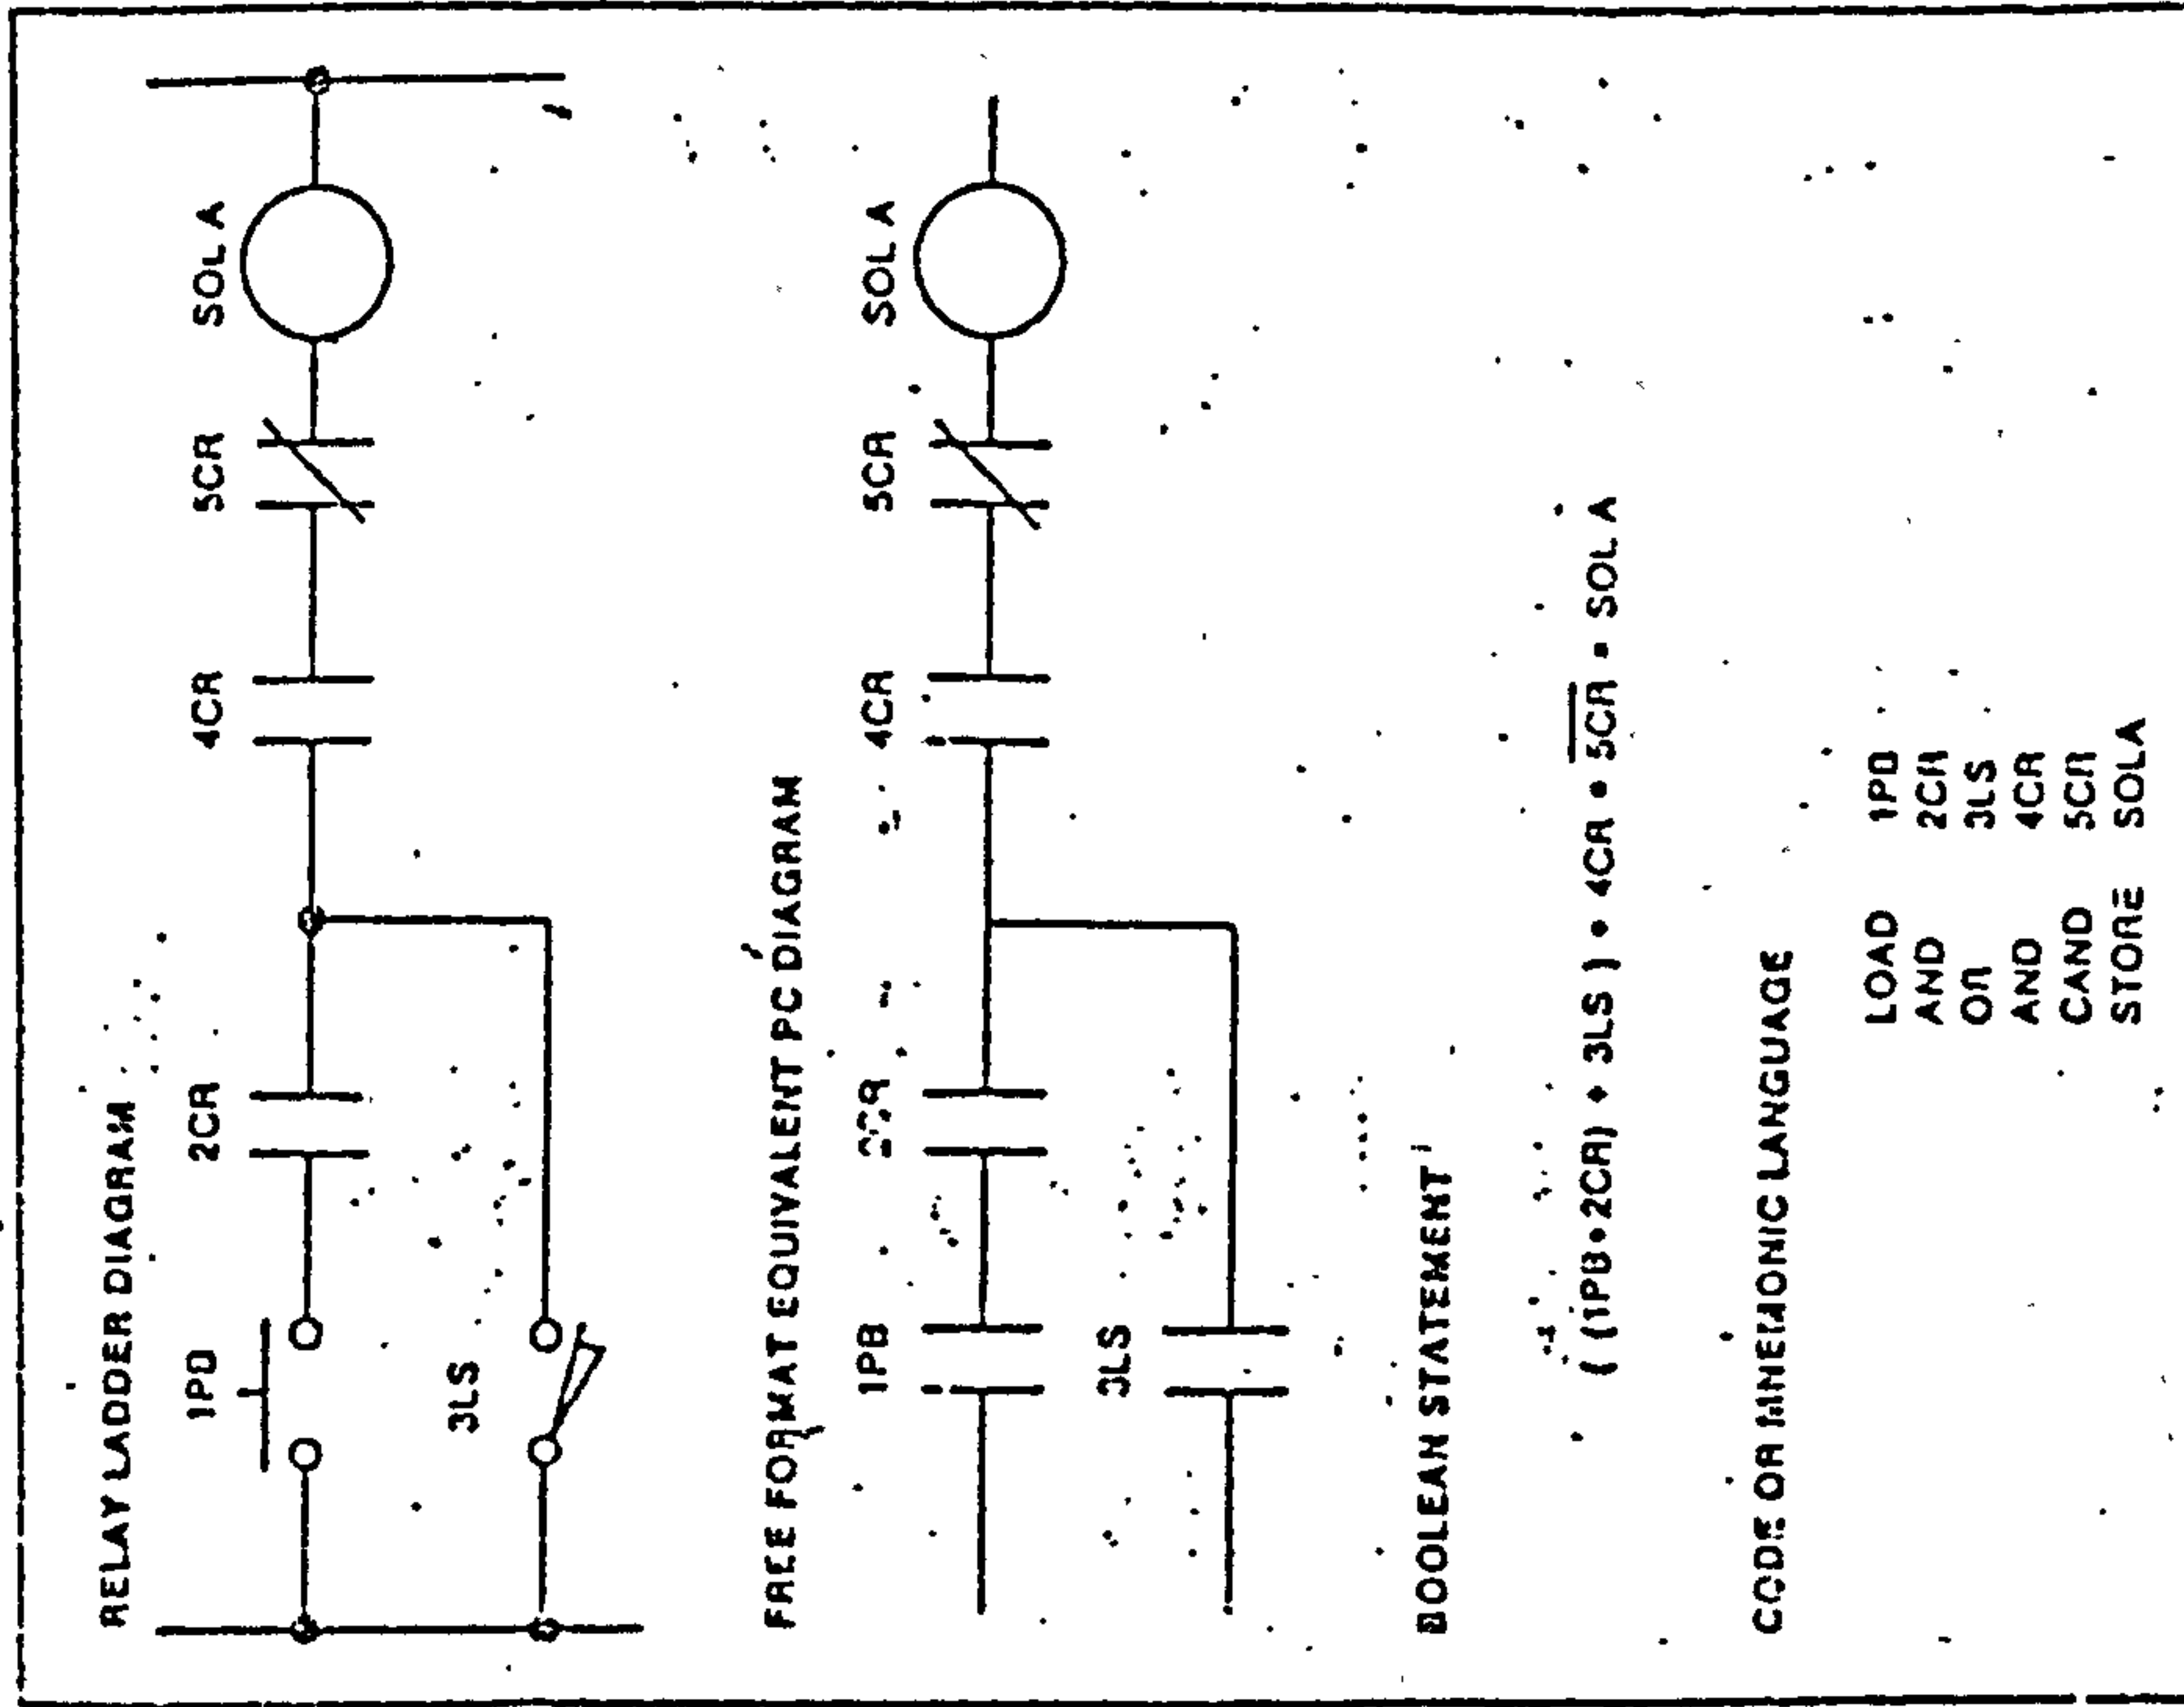 RELAY LADDER DIAGRAM
1PB 2CR 4CR 5CR SOL A
3LS
FREE FORMAT EQUIVALENT PC DIAGRAM
1PB 2CR 4CR 5CR SOL A
3LS
BOOLEAN STATEMENT
((1PB • 2CR) + 3LS) • 4CR • 5CR • SOL A
CODE OR MNEMONIC LANGUAGE
LOAD 1PB
AND 2CR
OR 3LS
AND 4CR
CAND 5CR
STORE SOLA